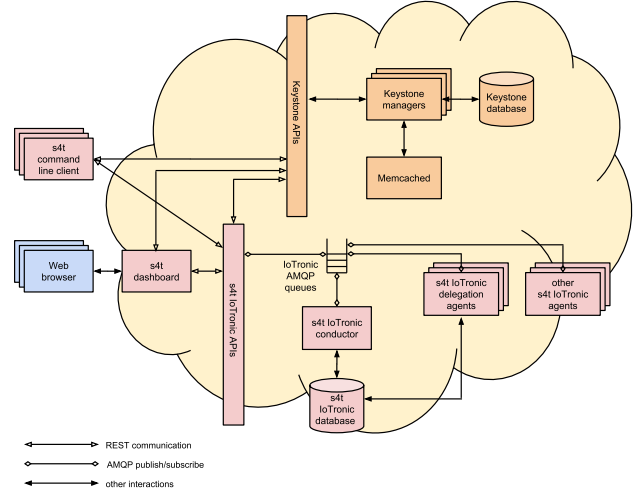 Keystone APIs
Keystone
managers
Keystone
database
Memcached
s4t
command
line client
Web
browser
s4t
dashboard
s4t IoTronic APIs
IoTronic
AMQP
queues
s4t IoTronic
conductor
s4t
IoTronic
database
s4t IoTronic
delegation
agents
other
s4t IoTronic
agents
REST communication
AMQP publish/subscribe
other interactions